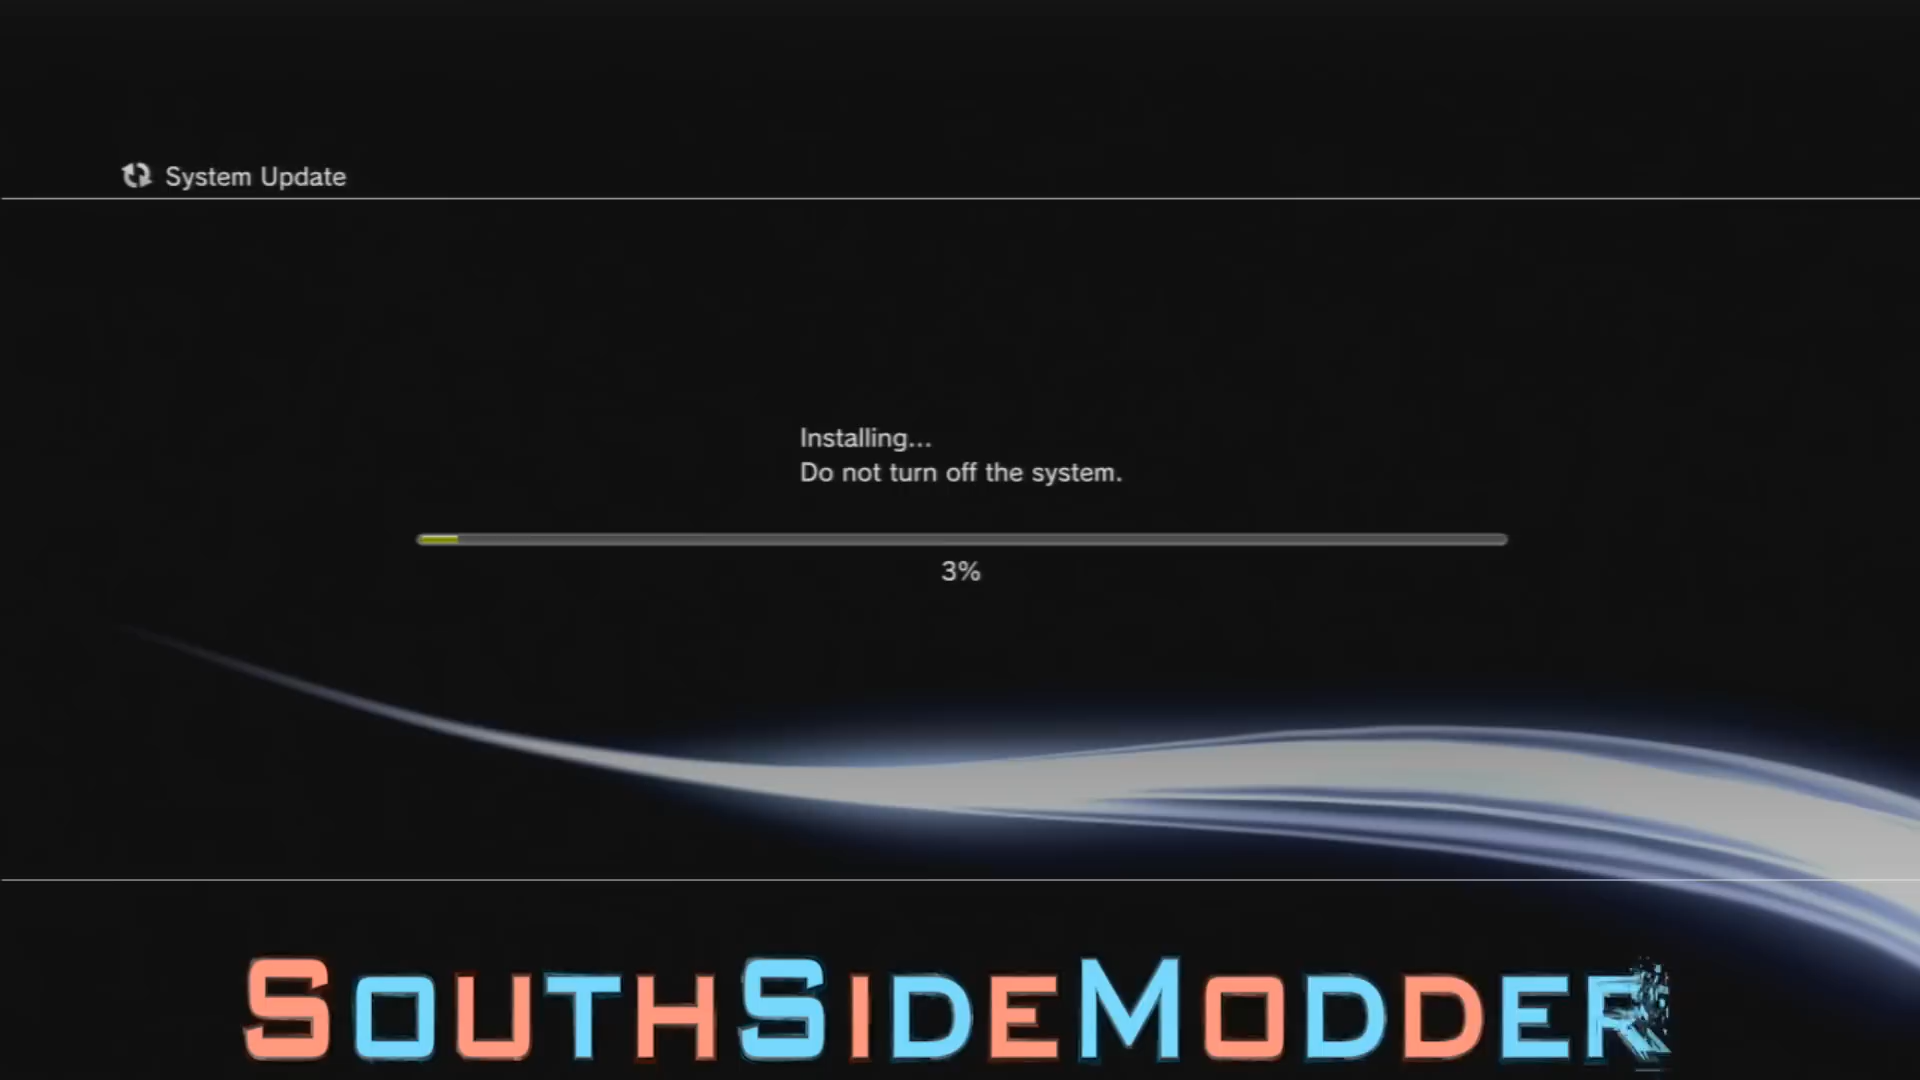 System Update
Installing...
Do not turn off the system.
3%
SOUTHSIDEMODDER